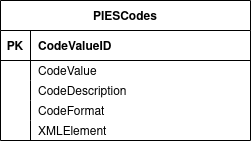 PIESCodes
PK CodeValueID
CodeValue
CodeDescription
CodeFormat
XMLElement